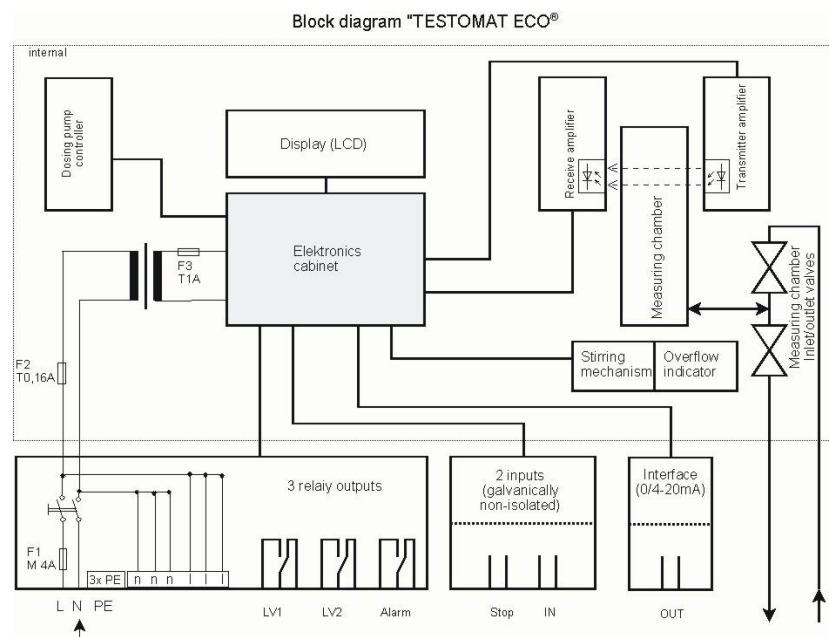 Block diagram "TESTOMAT ECO®
internal
Dosing pump
controller
Display (LCD)
Receive amplifier
Measuring chamber
Transmitter amplifier
F3
T1A
Elektronics
cabinet
Measuring chamber
Inlet/outlet valves
F2
T0,16A
Stirring
mechanism
Overflow
indicator
3 relaiy outputs
2 inputs
(galvanically
non-isolated)
Interface
(0/4-20mA)
F1
M 4A
3x PE
n n n l l l
L N PE
LV1
LV2
Alarm
Stop
IN
OUT